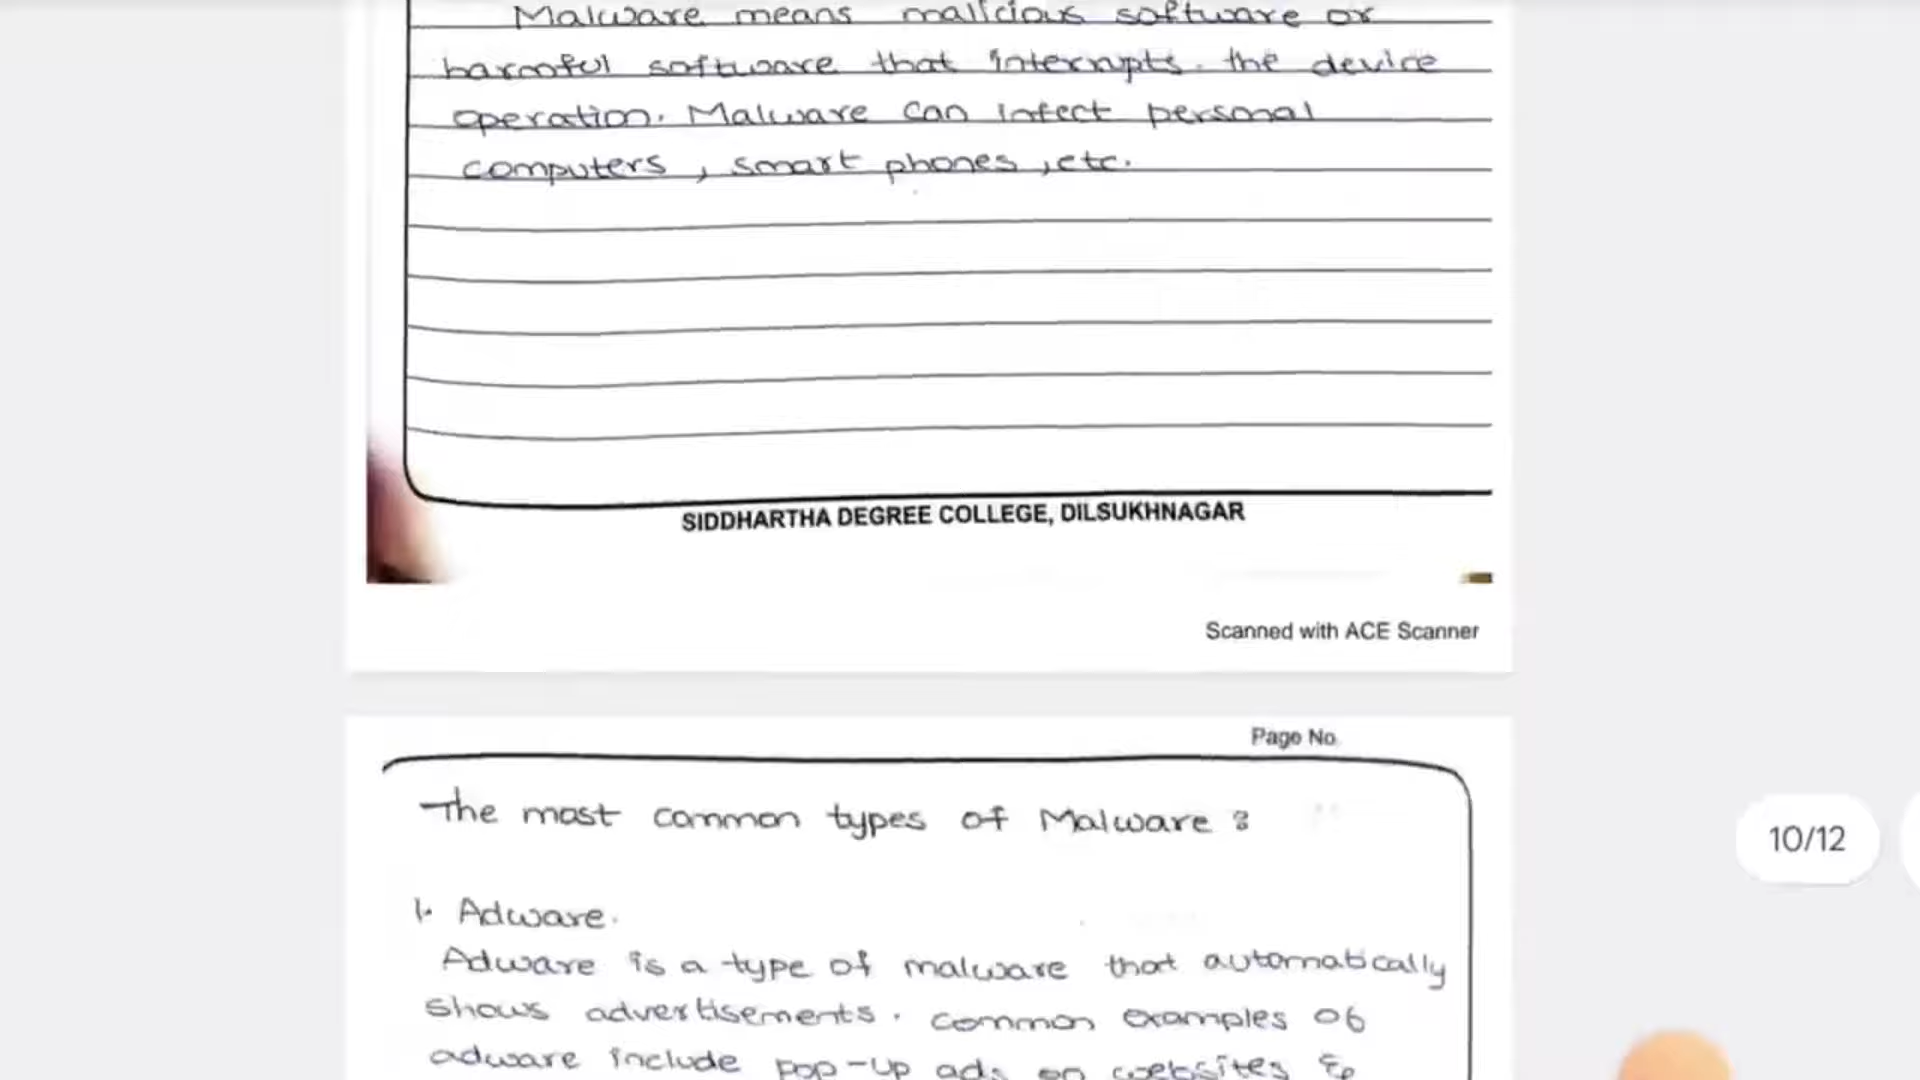 Malware means malicious software or
harmful software that interrupts the device
operation. Malware can infect personal
computers, smart phones, etc.
SIDDHARTHA DEGREE COLLEGE, DILSUKHNAGAR
Scanned with ACE Scanner
Page No.
The most common types of Malware :
10/12
1. Adware.
Adware is a type of malware that automatically
shows advertisements. Common examples of
adware include pop-up ads on websites &